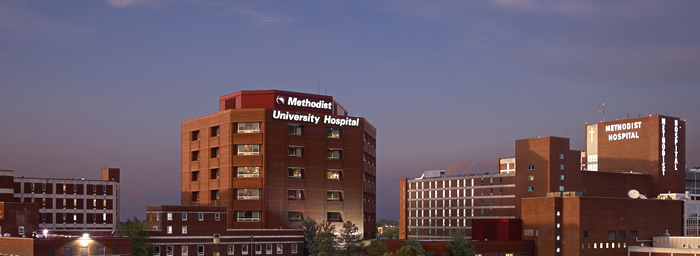 Methodist
University Hospital
METHODIST
HOSPITAL
METHODIST
HOSPITAL